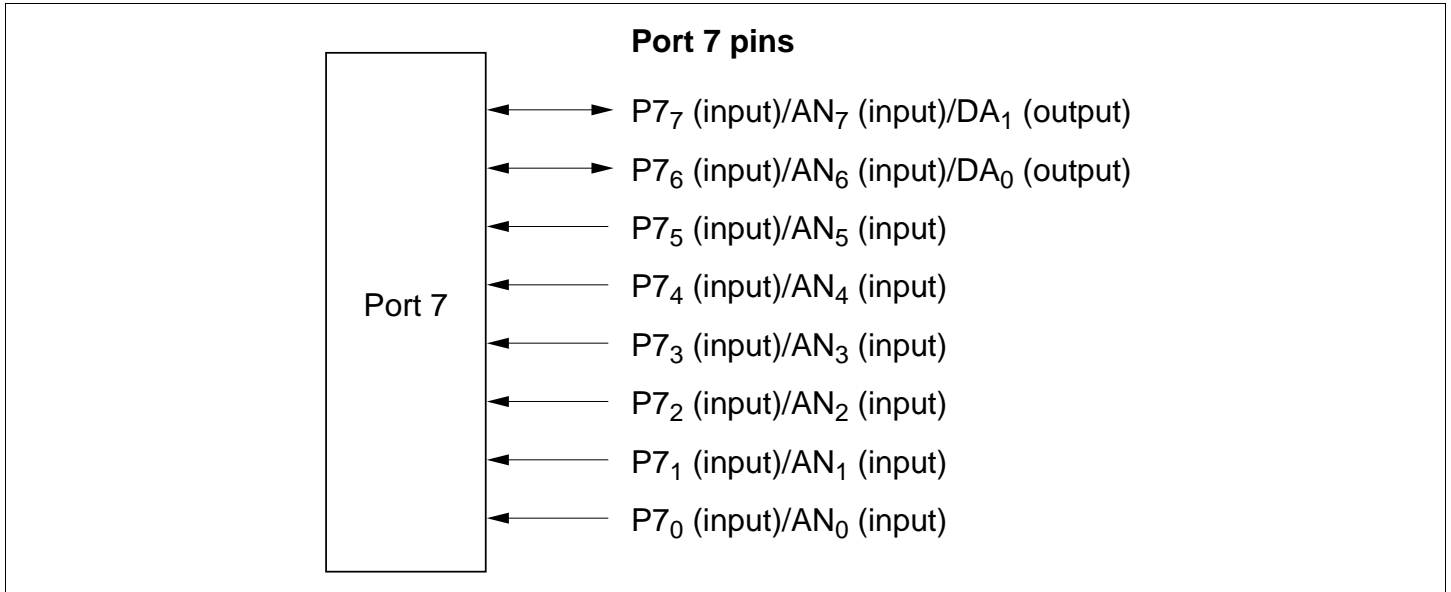 Port 7 pins
P7₇ (input)/AN₇ (input)/DA₁ (output)
P7₆ (input)/AN₆ (input)/DA₀ (output)
P7₅ (input)/AN₅ (input)
P7₄ (input)/AN₄ (input)
Port 7
P7₃ (input)/AN₃ (input)
P7₂ (input)/AN₂ (input)
P7₁ (input)/AN₁ (input)
P7₀ (input)/AN₀ (input)